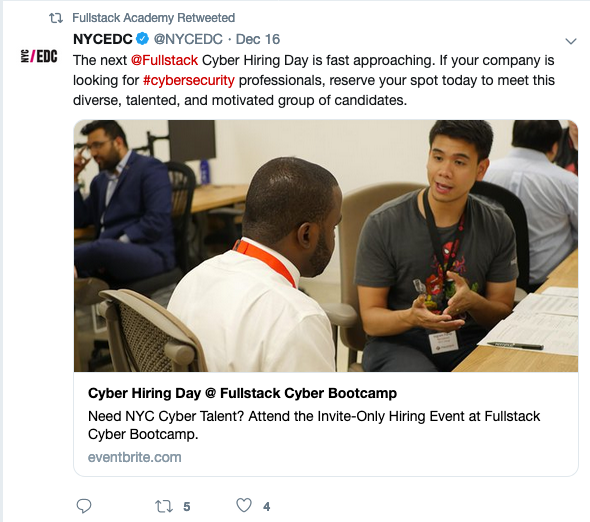 Fullstack Academy Retweeted
NYCEDC @NYCEDC · Dec 16
NYC/EDC
The next @Fullstack Cyber Hiring Day is fast approaching. If your company is
looking for #cybersecurity professionals, reserve your spot today to meet this
diverse, talented, and motivated group of candidates.
Cyber Hiring Day @ Fullstack Cyber Bootcamp
Need NYC Cyber Talent? Attend the Invite-Only Hiring Event at Fullstack
Cyber Bootcamp.
eventbrite.com
5 4